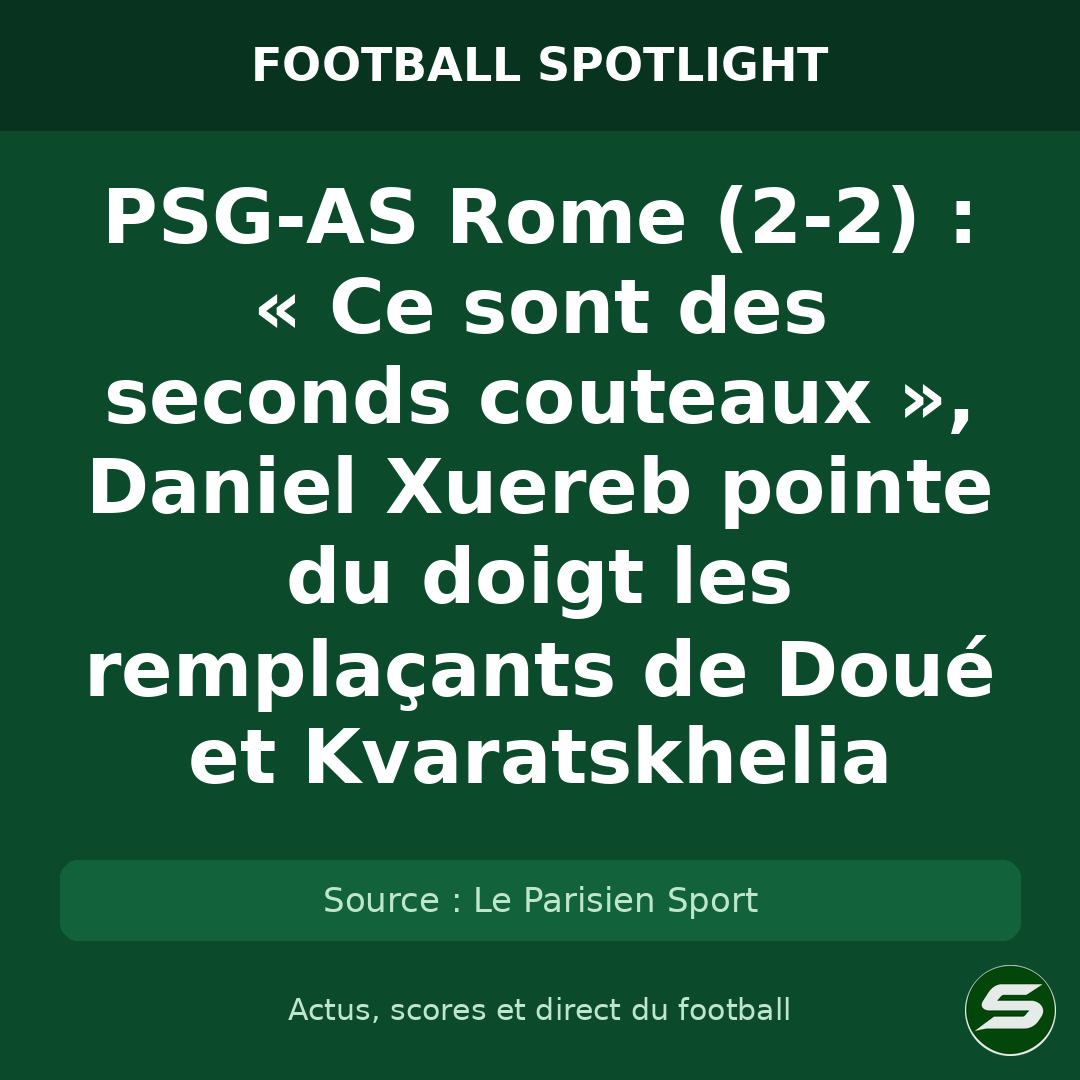 FOOTBALL SPOTLIGHT
PSG-AS Rome (2-2) :
« Ce sont des
seconds couteaux »,
Daniel Xuereb pointe
du doigt les
remplaçants de Doué
et Kvaratskhelia
Source : Le Parisien Sport
Actus, scores et direct du football
S